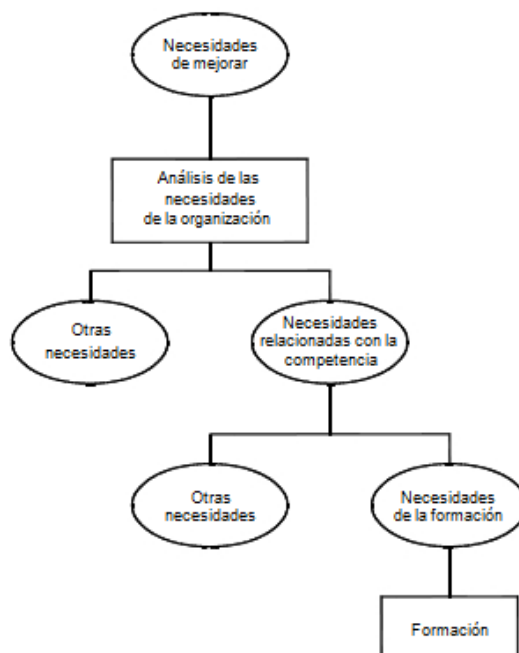 Necesidades
de mejorar
Análisis de las
necesidades
de la organización
Otras
necesidades
Necesidades
relacionadas con la
competencia
Otras
necesidades
Necesidades
de la formación
Formación